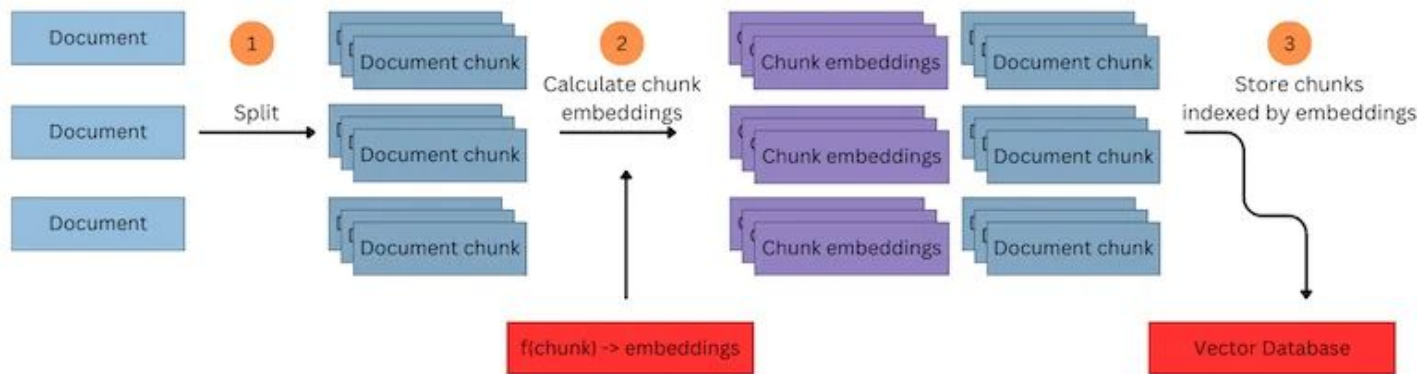 Document
1
Document chunk
2
Chunk embeddings
Document chunk
3
Calculate chunk
embeddings
Store chunks
indexed by embeddings
Document
Split
Document chunk
Chunk embeddings
Document chunk
Document
Document chunk
Chunk embeddings
Document chunk
f(chunk) -> embeddings
Vector Database